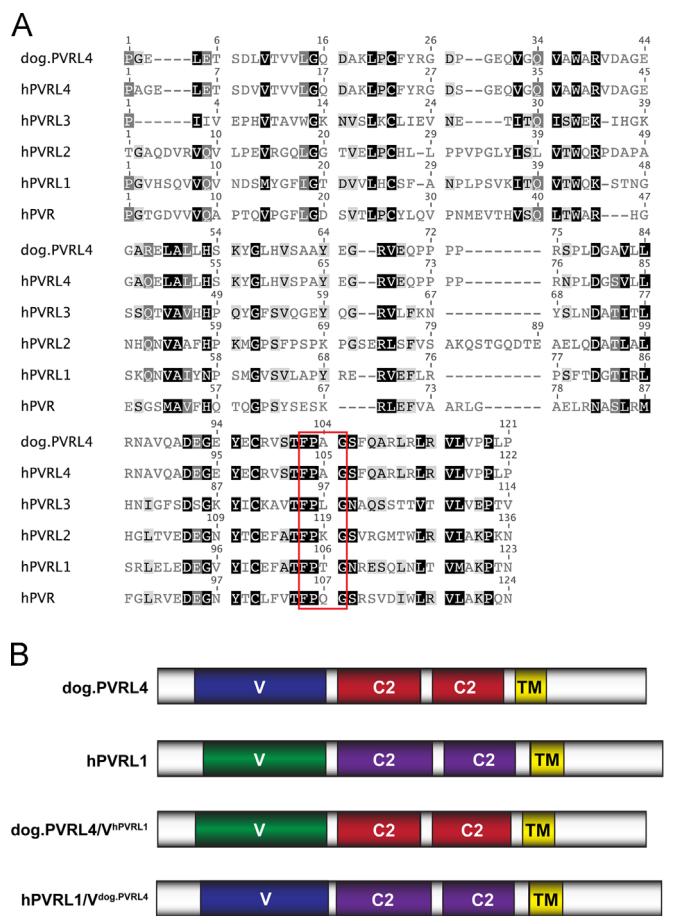 A
1 6 16 26 34 44
dog.PVRL4 PGE----LET SDLVTVVLGQ DAKLPCFYRG DP--GEQVGQ VAWARVDAGE
1 7 17 27 35 45
hPVRL4 PAGE---LET SDVVTVVLGQ DAKLPCFYRG DS--GEQVGQ VAWARVDAGE
1 4 14 24 30 39
hPVRL3 P------IIV EPHVTAVWGK NVSLKCLIEV NE----ITQ ISWEK-IHGK
1 10 20 29 39 49
hPVRL2 TGAQDVRVQV LPEVRGQLGG TVELPCHL-L PPVPGLYISL VTWQRPDAPA
1 10 20 29 39 48
hPVRL1 PGVHSQVVQV NDSMYGFIGT DVVLHCSF-A NPLPSVKITQ VTWQK-STNG
1 10 20 30 40 47
hPVR PGTGDVVVQA PTQVPGFLGD SVTLPCYLQV PNMEVTHVSQ LTWAR---HG
54 64 72 75 84
dog.PVRL4 GARELALLHS KYGLHVSAAY EG--RVEQPP PP-------- R SPLDGAVLL
55 65 73 76 85
hPVRL4 GAQELALLHS KYGLHVSPAY EG--RVEQPP PP-------- RNPLDGSVLL
49 59 67 68 77
hPVRL3 SSQTVAVHHP QYGFSVQGEY QG--RVLFKN ---------- YSLNDATITL
59 69 79 89 99
hPVRL2 NHQNVAAFHP KMGPSFPSPK PGSERLSFVS AKQSTGQDTE AELQDATLAL
58 68 76 77 86
hPVRL1 SKQNVAIYNP SMGVSVLAPY RE--RVEFLR ---------- PSFTDGTIRL
57 67 76 78 87
hPVR ESGSMAVFHQ TQGPSYSESK ----RLEFVA ARLG------ AELRNASLRM
94 104 121
dog.PVRL4 RNAVQADEGE YECRVSTFPA GSFQARLRLR VLVPPLP
95 105 122
hPVRL4 RNAVQADEGE YECRVSTFPA GSFQARLRLR VLVPPLP
87 97 114
hPVRL3 HNIGFSDSGK YICKAVTFPL GNAQSSTTVT VLVEPTV
109 119 136
hPVRL2 HGLTVEDEGN YTCEFATFPK GSVRGMTWLR VIAKPKN
96 106 123
hPVRL1 SRLELEDEGV YICEFATFPT GNRESQLNLT VMAKPTN
97 107 124
hPVR FGLRVEDEGN YTCLFVTFPQ GSRSVDIWLR VLAKPQN
B
dog.PVRL4 V C2 C2 TM
hPVRL1 V C2 C2 TM
dog.PVRL4/VhPVRL1 V C2 C2 TM
hPVRL1/Vdog.PVRL4 V C2 C2 TM